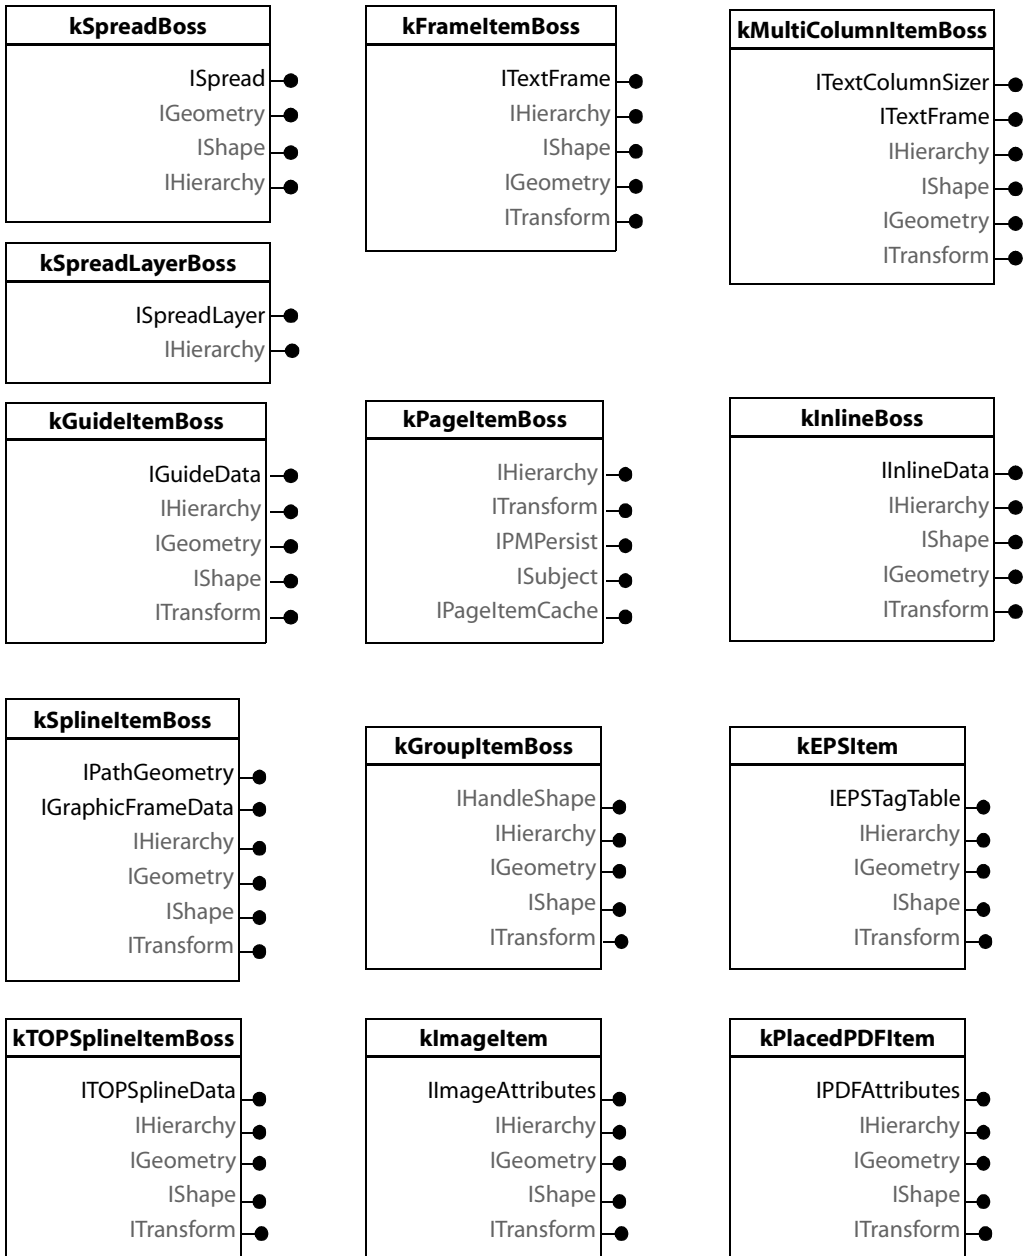 kSpreadBoss
ISpread
IGeometry
IShape
IHierarchy
kFrameItemBoss
ITextFrame
IHierarchy
IShape
IGeometry
ITransform
kMultiColumnItemBoss
ITextColumnSizer
ITextFrame
IHierarchy
IShape
IGeometry
ITransform
kSpreadLayerBoss
ISpreadLayer
IHierarchy
kGuideItemBoss
IGuideData
IHierarchy
IGeometry
IShape
ITransform
kPageItemBoss
IHierarchy
ITransform
IPMPersist
ISubject
IPageItemCache
kInlineBoss
IInlineData
IHierarchy
IShape
IGeometry
ITransform
kSplineItemBoss
IPathGeometry
IGraphicFrameData
IHierarchy
IGeometry
IShape
ITransform
kGroupItemBoss
IHandleShape
IHierarchy
IGeometry
IShape
ITransform
kEPSItem
IEPSTagTable
IHierarchy
IGeometry
IShape
ITransform
kTOPSplineItemBoss
ITOPSplineData
IHierarchy
IGeometry
IShape
ITransform
kImageItem
IImageAttributes
IHierarchy
IGeometry
IShape
ITransform
kPlacedPDFItem
IPDFAttributes
IHierarchy
IGeometry
IShape
ITransform